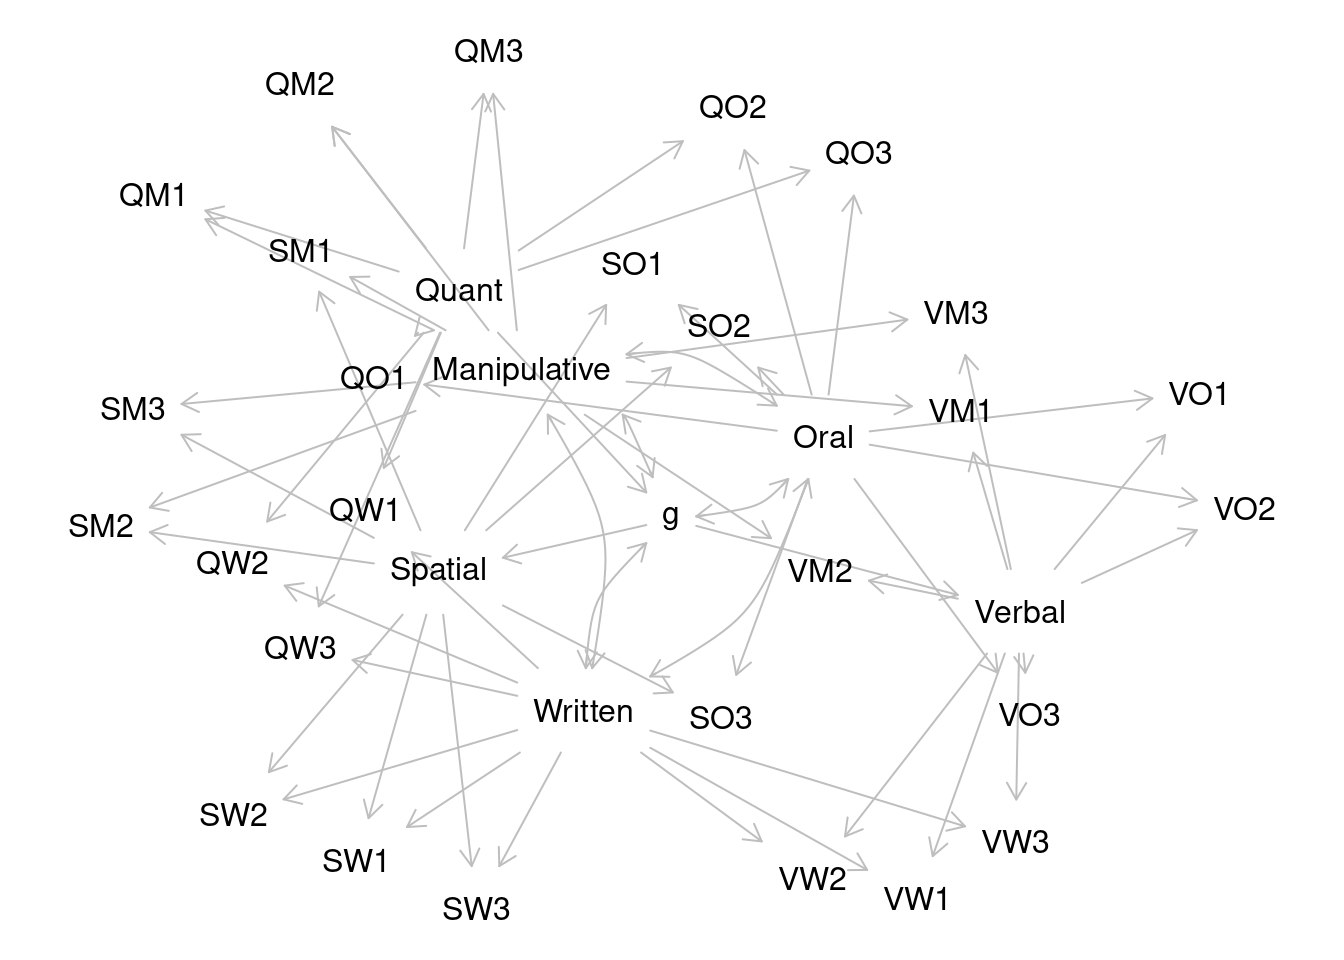 QM3
QM2
QO2
QO3
QM1
SM1
SO1
Quant
VM3
SO2
Manipulative
QO1
VO1
SM3
VM1
Oral
QW1
g
VO2
SM2
QW2
Spatial
VM2
Verbal
QW3
Written
SO3
VO3
SW2
VW3
SW1
VW2
VW1
SW3